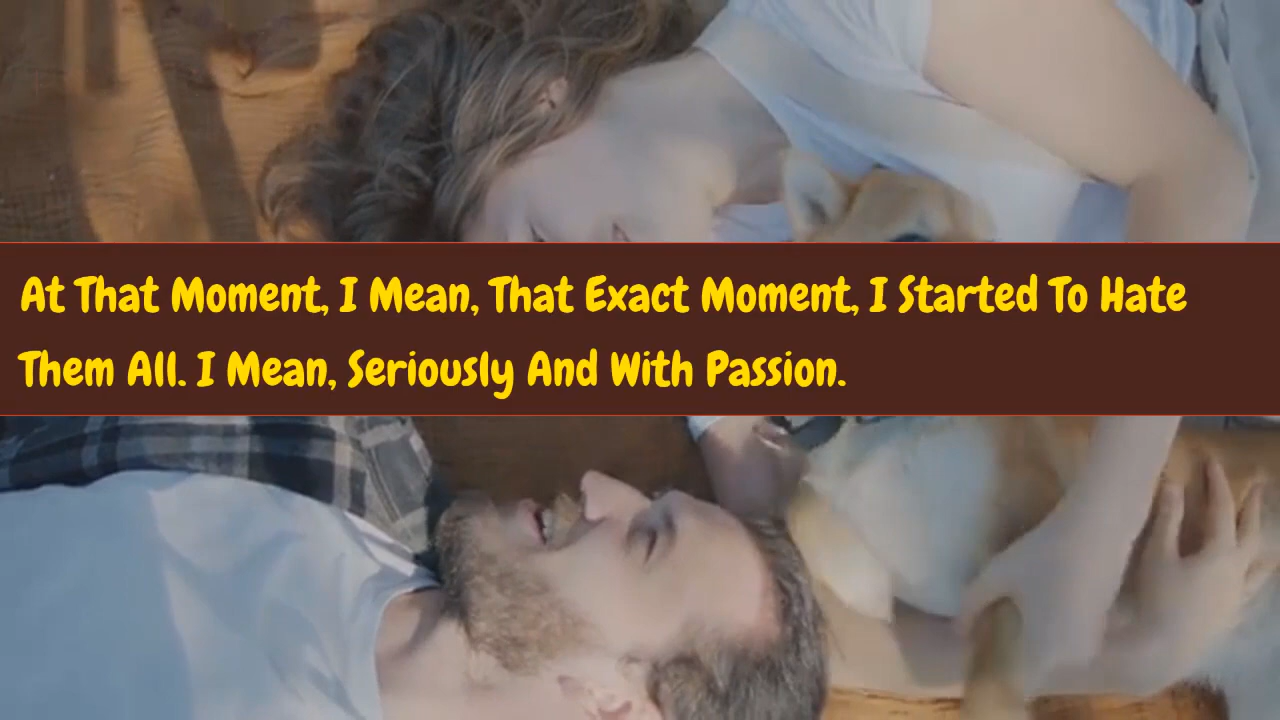 At That Moment, I Mean, That Exact Moment, I Started To Hate
Them All. I Mean, Seriously And With Passion.